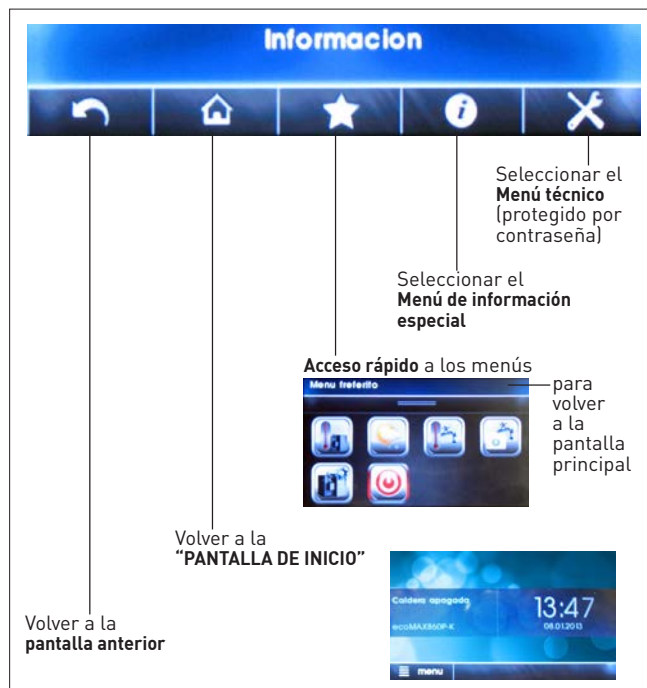 Informacion
Seleccionar el
Menú técnico
(protegido por
contraseña)
Seleccionar el
Menú de información
especial
Acceso rápido a los menús
Menu freferito
para
volver
a la
pantalla
principal
Volver a la
“PANTALLA DE INICIO”
Caldera apagada
13:47
ecoMAX860P-K
08.01.2013
menu
Volver a la
pantalla anterior